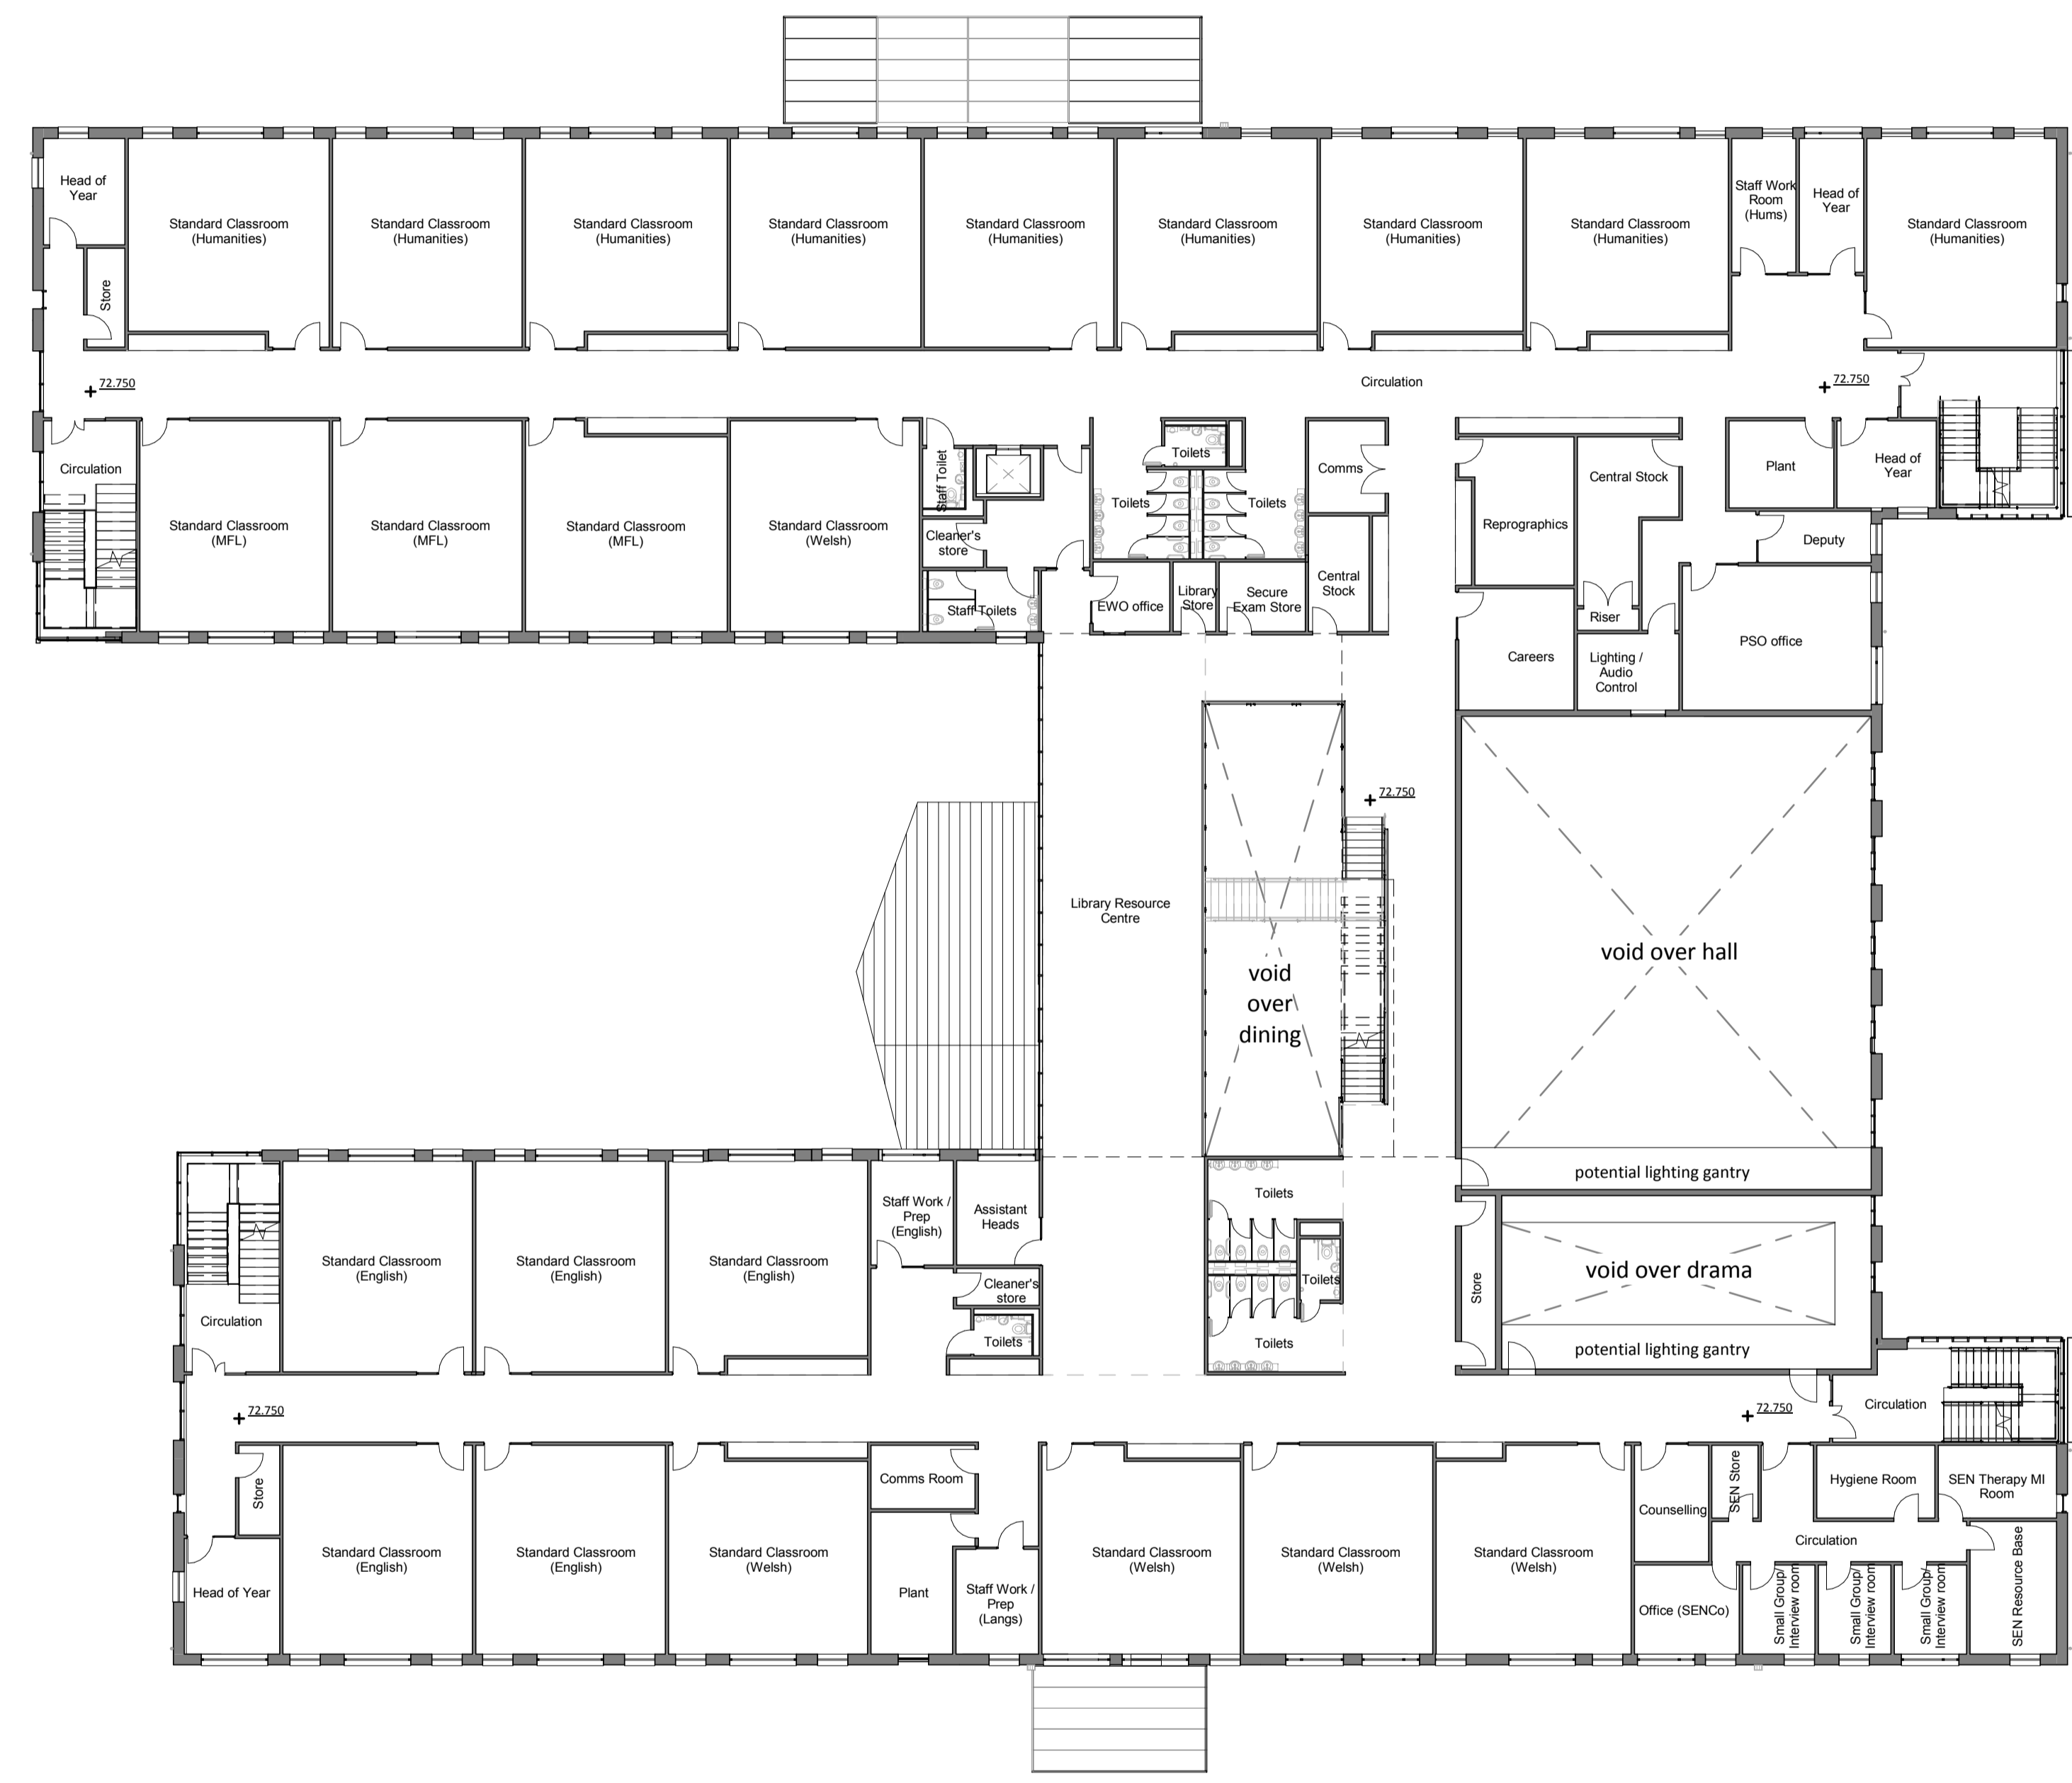 Head of
Year
Standard Classroom
(Humanities)
Standard Classroom
(Humanities)
Standard Classroom
(Humanities)
Standard Classroom
(Humanities)
Standard Classroom
(Humanities)
Standard Classroom
(Humanities)
Standard Classroom
(Humanities)
Standard Classroom
(Humanities)
Staff Work
Room
(Hums)
Head of
Year
Standard Classroom
(Humanities)
Store
72.750
Circulation
72.750
Circulation
Standard Classroom
(MFL)
Standard Classroom
(MFL)
Standard Classroom
(MFL)
Standard Classroom
(Welsh)
Staff Toilet
Cleaner's
store
Staff Toilets
Toilets
Toilets
Toilets
EWO office
Library
Store
Secure
Exam Store
Comms
Central
Stock
Reprographics
Central Stock
Riser
Careers
Lighting /
Audio
Control
Plant
Head of
Year
Deputy
PSO office
72.750
Library Resource
Centre
void
over
dining
void over hall
potential lighting gantry
Standard Classroom
(English)
Standard Classroom
(English)
Standard Classroom
(English)
Staff Work /
Prep
(English)
Assistant
Heads
Cleaner's
store
Toilets
Toilets
Toilets
Toilets
Store
void over drama
potential lighting gantry
Circulation
72.750
72.750
Circulation
Store
Head of Year
Standard Classroom
(English)
Standard Classroom
(English)
Standard Classroom
(Welsh)
Comms Room
Plant
Staff Work /
Prep
(Langs)
Standard Classroom
(Welsh)
Standard Classroom
(Welsh)
Standard Classroom
(Welsh)
Counselling
SEN Store
Hygiene Room
SEN Therapy MI
Room
Circulation
Office (SENCo)
Small Group/
Interview room
Small Group/
Interview room
Small Group/
Interview room
SEN Resource Base